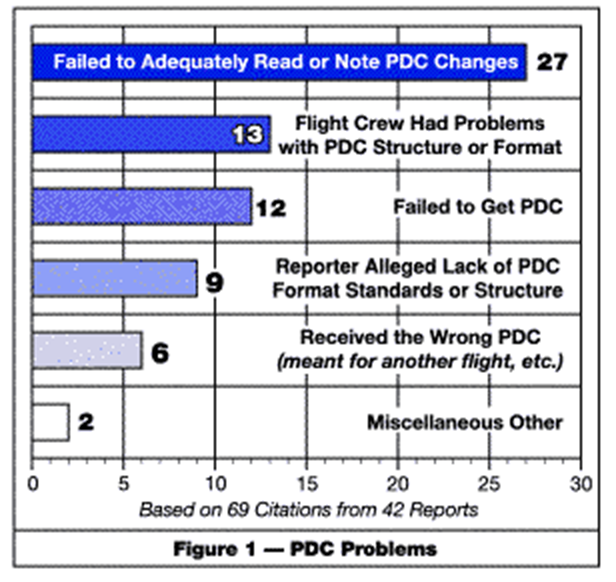 Failed to Adequately Read or Note PDC Changes 27
13 Flight Crew Had Problems
with PDC Structure or Format
12 Failed to Get PDC
9 Reporter Alleged Lack of PDC
Format Standards or Structure
6 Received the Wrong PDC
(meant for another flight, etc.)
2 Miscellaneous Other
0 5 10 15 20 25 30
Based on 69 Citations from 42 Reports
Figure 1 — PDC Problems